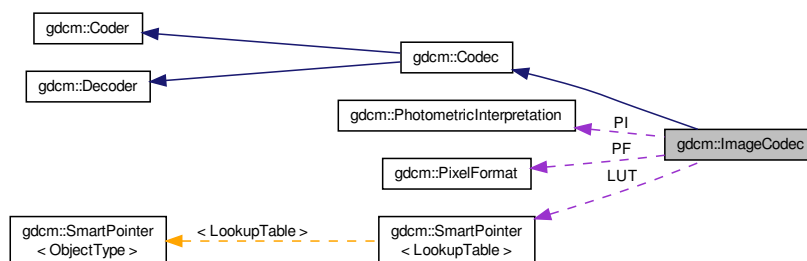 gdcm::Coder
gdcm::Codec
gdcm::Decoder
gdcm::PhotometricInterpretation
PI
gdcm::ImageCodec
PF
gdcm::PixelFormat
LUT
gdcm::SmartPointer
< ObjectType >
< LookupTable >
gdcm::SmartPointer
< LookupTable >